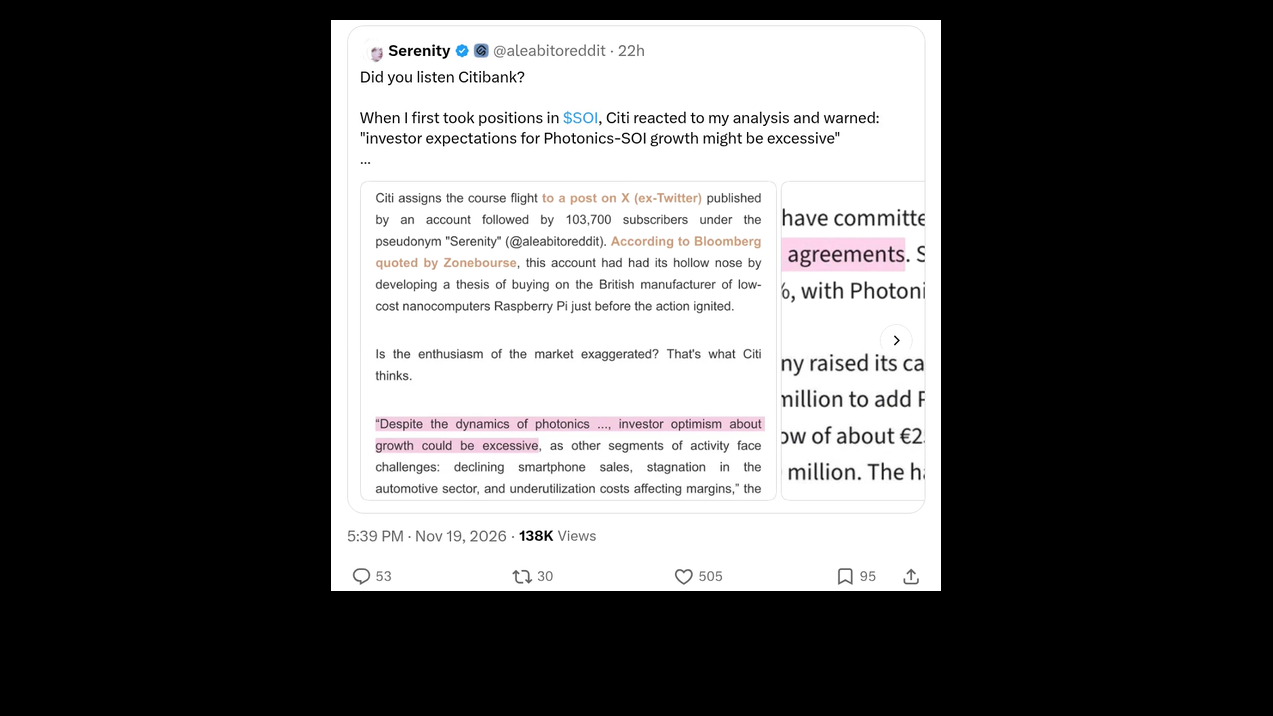 Serenity @aleabitoreddit · 22h
Did you listen Citibank?
When I first took positions in $SOI, Citi reacted to my analysis and warned:
"investor expectations for Photonics-SOI growth might be excessive"
...
Citi assigns the course flight to a post on X (ex-Twitter) published
by an account followed by 103,700 subscribers under the
pseudonym "Serenity" (@aleabitoreddit). According to Bloomberg
quoted by Zonebourse, this account had had its hollow nose by
developing a thesis of buying on the British manufacturer of low-
cost nanocomputers Raspberry Pi just before the action ignited.
Is the enthusiasm of the market exaggerated? That's what Citi
thinks.
“Despite the dynamics of photonics ..., investor optimism about
growth could be excessive, as other segments of activity face
challenges: declining smartphone sales, stagnation in the
automotive sector, and underutilization costs affecting margins,” the
have committe
agreements. S
%, with Photoni
ny raised its ca
million to add
ow of about €2
million. The ha
5:39 PM · Nov 19, 2026 · 138K Views
53 30 505 95